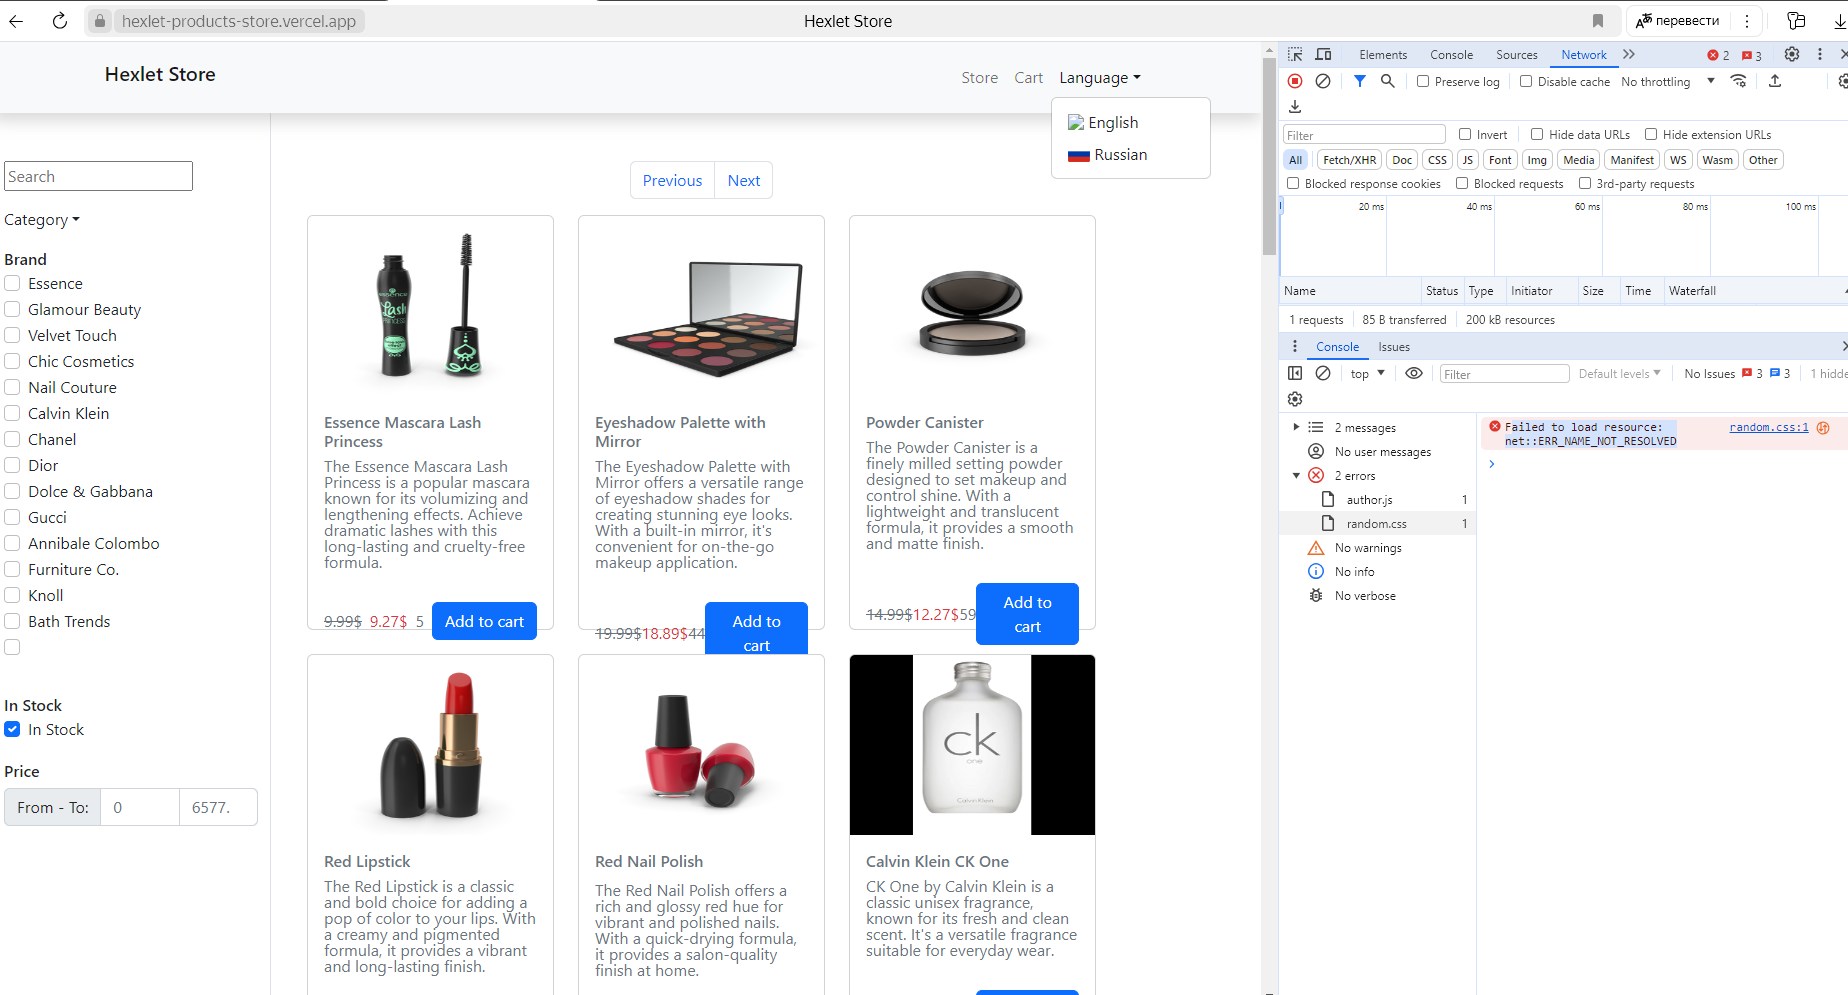 hexlet-products-store.vercel.app
Hexlet Store
перевести
Hexlet Store
Store
Cart
Language
English
Russian
Search
Category
Brand
Essence
Glamour Beauty
Velvet Touch
Chic Cosmetics
Nail Couture
Calvin Klein
Chanel
Dior
Dolce & Gabbana
Gucci
Annibale Colombo
Furniture Co.
Knoll
Bath Trends
In Stock
In Stock
Price
From - To:
0
6577.
Previous
Next
essence
Lash
PRINCESS
Essence Mascara Lash
Princess
The Essence Mascara Lash
Princess is a popular mascara
known for its volumizing and
lengthening effects. Achieve
dramatic lashes with this
long-lasting and cruelty-free
formula.
9.99$ 9.27$ 5
Add to cart
Eyeshadow Palette with
Mirror
The Eyeshadow Palette with
Mirror offers a versatile range
of eyeshadow shades for
creating stunning eye looks.
With a built-in mirror, it's
convenient for on-the-go
makeup application.
19.99$18.89$44
Add to
cart
Powder Canister
The Powder Canister is a
finely milled setting powder
designed to set makeup and
control shine. With a
lightweight and translucent
formula, it provides a smooth
and matte finish.
14.99$12.27$59
Add to
cart
Red Lipstick
The Red Lipstick is a classic
and bold choice for adding a
pop of color to your lips. With
a creamy and pigmented
formula, it provides a vibrant
and long-lasting finish.
Red Nail Polish
The Red Nail Polish offers a
rich and glossy red hue for
vibrant and polished nails.
With a quick-drying formula,
it provides a salon-quality
finish at home.
ck
one
Calvin Klein
Calvin Klein CK One
CK One by Calvin Klein is a
classic unisex fragrance,
known for its fresh and clean
scent. It's a versatile fragrance
suitable for everyday wear.
Elements
Console
Sources
Network
2
3
Preserve log
Disable cache
No throttling
Filter
Invert
Hide data URLs
Hide extension URLs
All
Fetch/XHR
Doc
CSS
JS
Font
Img
Media
Manifest
WS
Wasm
Other
Blocked response cookies
Blocked requests
3rd-party requests
20 ms
40 ms
60 ms
80 ms
100 ms
Name
Status
Type
Initiator
Size
Time
Waterfall
1 requests
85 B transferred
200 kB resources
Console
Issues
top
Filter
Default levels
No Issues
3
3
1 hidde
2 messages
No user messages
2 errors
author.js 1
random.css 1
No warnings
No info
No verbose
Failed to load resource: random.css:1
net::ERR_NAME_NOT_RESOLVED